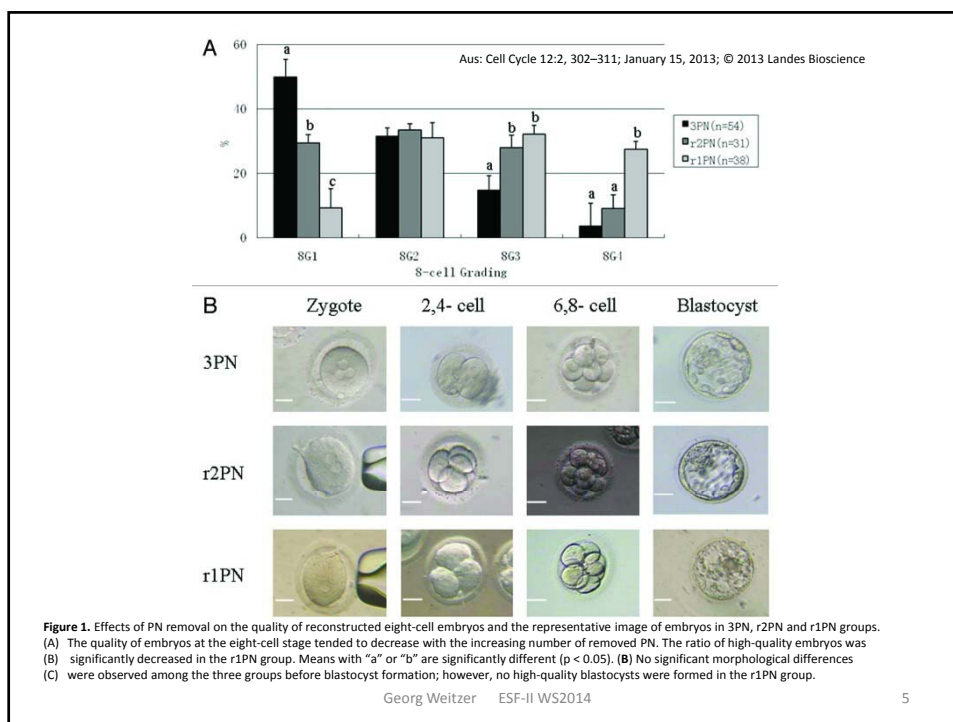 A
Aus: Cell Cycle 12:2, 302–311; January 15, 2013; © 2013 Landes Bioscience
60
40
20
0
%
a
b
c
a
b
b
a
a
b
3PN(n=54)
r2PN(n=31)
r1PN(n=38)
8G1 8G2 8G3 8G4
8-cell Grading
B
Zygote 2,4- cell 6,8- cell Blastocyst
3PN
r2PN
r1PN
Figure 1. Effects of PN removal on the quality of reconstructed eight-cell embryos and the representative image of embryos in 3PN, r2PN and r1PN groups.
(A) The quality of embryos at the eight-cell stage tended to decrease with the increasing number of removed PN. The ratio of high-quality embryos was
(B) significantly decreased in the r1PN group. Means with “a” or “b” are significantly different (p < 0.05). (B) No significant morphological differences
(C) were observed among the three groups before blastocyst formation; however, no high-quality blastocysts were formed in the r1PN group.
Georg Weitzer ESF-II WS2014 5